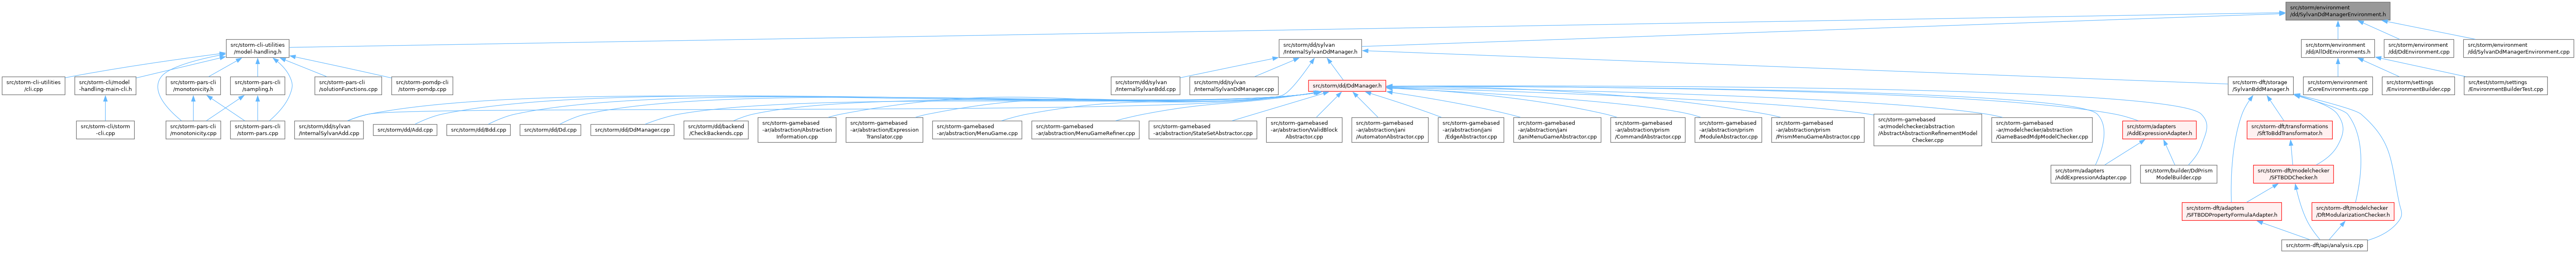 src/storm/environment
/dd/SylvanDdManagerEnvironment.h
src/storm-cli-utilities
/model-handling.h
src/storm/dd/sylvan
/InternalSylvanDdManager.h
src/storm/environment
/dd/AllDdEnvironments.h
src/storm/environment
/dd/DdEnvironment.cpp
src/storm/environment
/dd/SylvanDdManagerEnvironment.cpp
src/storm-cli-utilities
/cli.cpp
src/storm-cli/model
-handling-main-cli.h
src/storm-pars-cli
/monotonicity.h
src/storm-pars-cli
/sampling.h
src/storm-pars-cli
/solutionFunctions.cpp
src/storm-pomdp-cli
/storm-pomdp.cpp
src/storm/dd/sylvan
/InternalSylvanBdd.cpp
src/storm/dd/sylvan
/InternalSylvanDdManager.cpp
src/storm/dd/DdManager.h
src/storm-dft/storage
/SylvanBddManager.h
src/storm/environment
/CoreEnvironments.cpp
src/storm/settings
/EnvironmentBuilder.cpp
src/test/storm/settings
/EnvironmentBuilderTest.cpp
src/storm-cli/storm
-cli.cpp
src/storm-pars-cli
/monotonicity.cpp
src/storm-pars-cli
/storm-pars.cpp
src/storm/dd/sylvan
/InternalSylvanAdd.cpp
src/storm/dd/Add.cpp
src/storm/dd/Bdd.cpp
src/storm/dd/Dd.cpp
src/storm/dd/DdManager.cpp
src/storm/dd/backend
/CheckBackends.cpp
src/storm-gamebased
-ar/abstraction/Abstraction
Information.cpp
src/storm-gamebased
-ar/abstraction/Expression
Translator.cpp
src/storm-gamebased
-ar/abstraction/MenuGame.cpp
src/storm-gamebased
-ar/abstraction/MenuGameRefiner.cpp
src/storm-gamebased
-ar/abstraction/StateSetAbstractor.cpp
src/storm-gamebased
-ar/abstraction/ValidBlock
Abstractor.cpp
src/storm-gamebased
-ar/abstraction/jani
/AutomatonAbstractor.cpp
src/storm-gamebased
-ar/abstraction/jani
/EdgeAbstractor.cpp
src/storm-gamebased
-ar/abstraction/jani
/JaniMenuGameAbstractor.cpp
src/storm-gamebased
-ar/abstraction/prism
/CommandAbstractor.cpp
src/storm-gamebased
-ar/abstraction/prism
/ModuleAbstractor.cpp
src/storm-gamebased
-ar/abstraction/prism
/PrismMenuGameAbstractor.cpp
src/storm-gamebased
-ar/modelchecker/abstraction
/AbstractAbstractionRefinementModel
Checker.cpp
src/storm-gamebased
-ar/modelchecker/abstraction
/GameBasedMdpModelChecker.cpp
src/storm/adapters
/AddExpressionAdapter.h
src/storm-dft/transformations
/SftToBddTransformator.h
src/storm/adapters
/AddExpressionAdapter.cpp
src/storm/builder/DdPrism
ModelBuilder.cpp
src/storm-dft/modelchecker
/SFTBDDChecker.h
src/storm-dft/adapters
/SFTBDDPropertyFormulaAdapter.h
src/storm-dft/modelchecker
/DftModularizationChecker.h
src/storm-dft/api/analysis.cpp